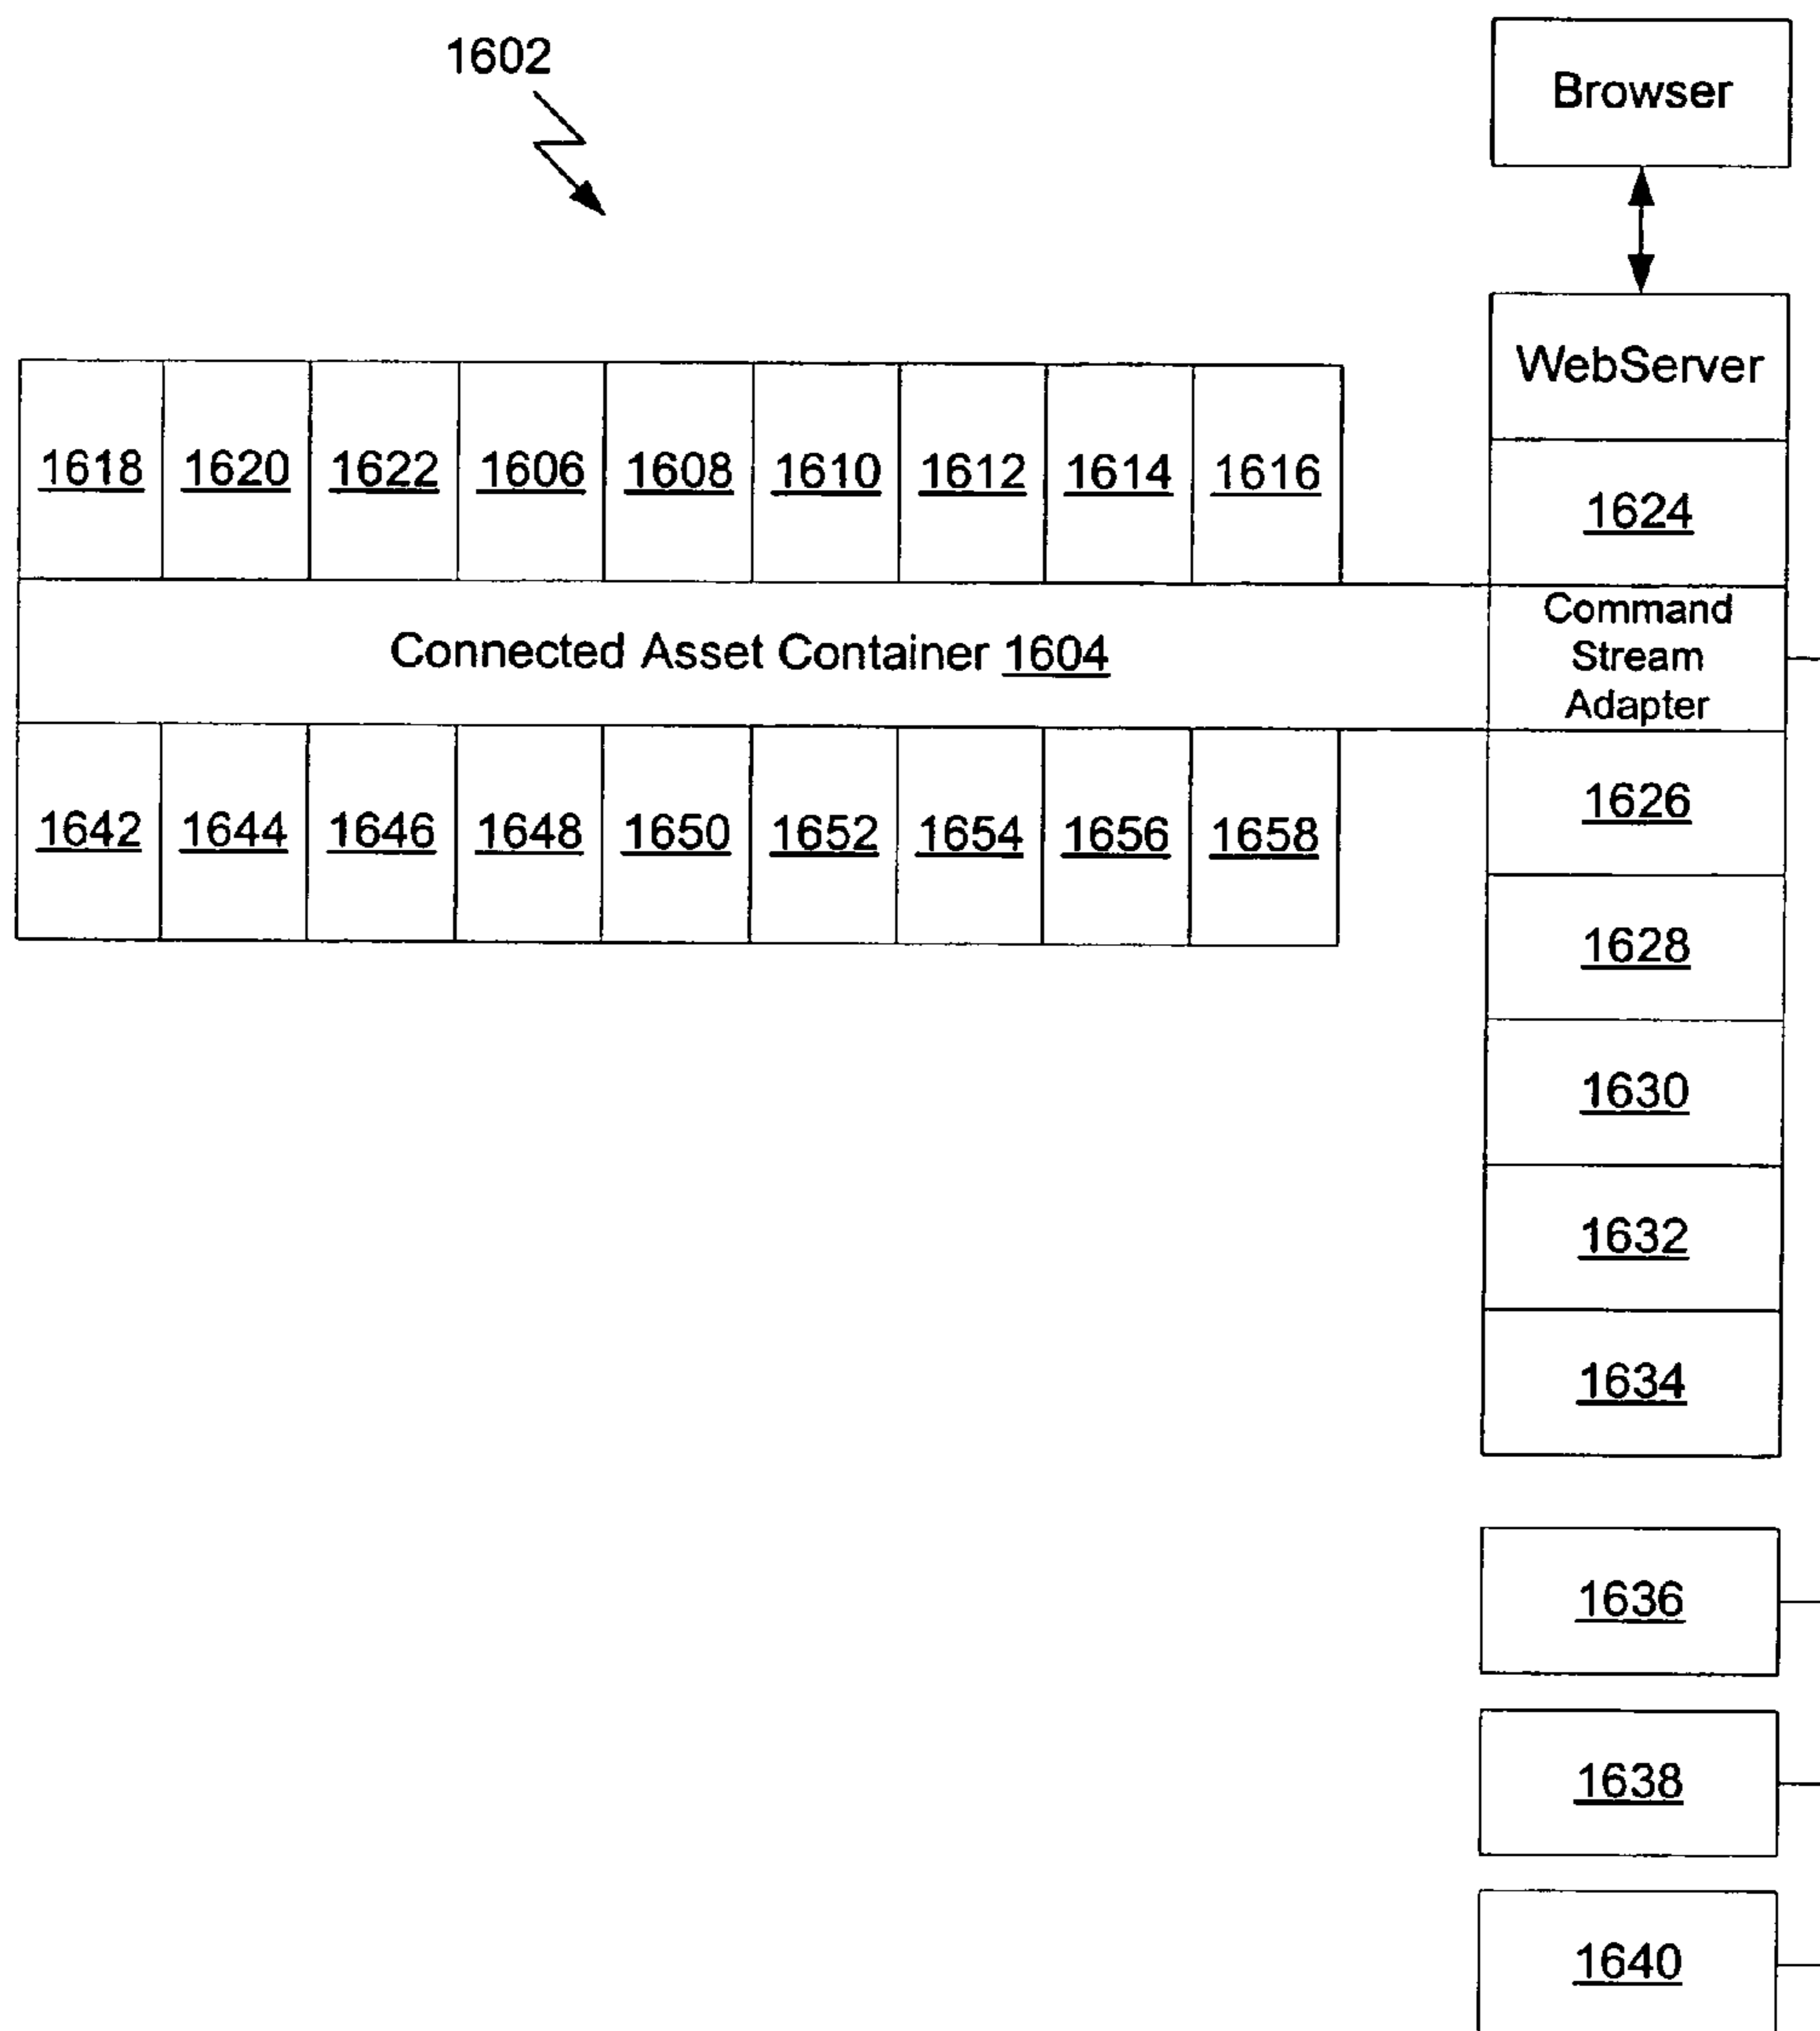 1602
Browser
WebServer
1618 1620 1622 1606 1608 1610 1612 1614 1616
1624
Connected Asset Container 1604
Command
Stream
Adapter
1626
1642 1644 1646 1648 1650 1652 1654 1656 1658
1628
1630
1632
1634
1636
1638
1640